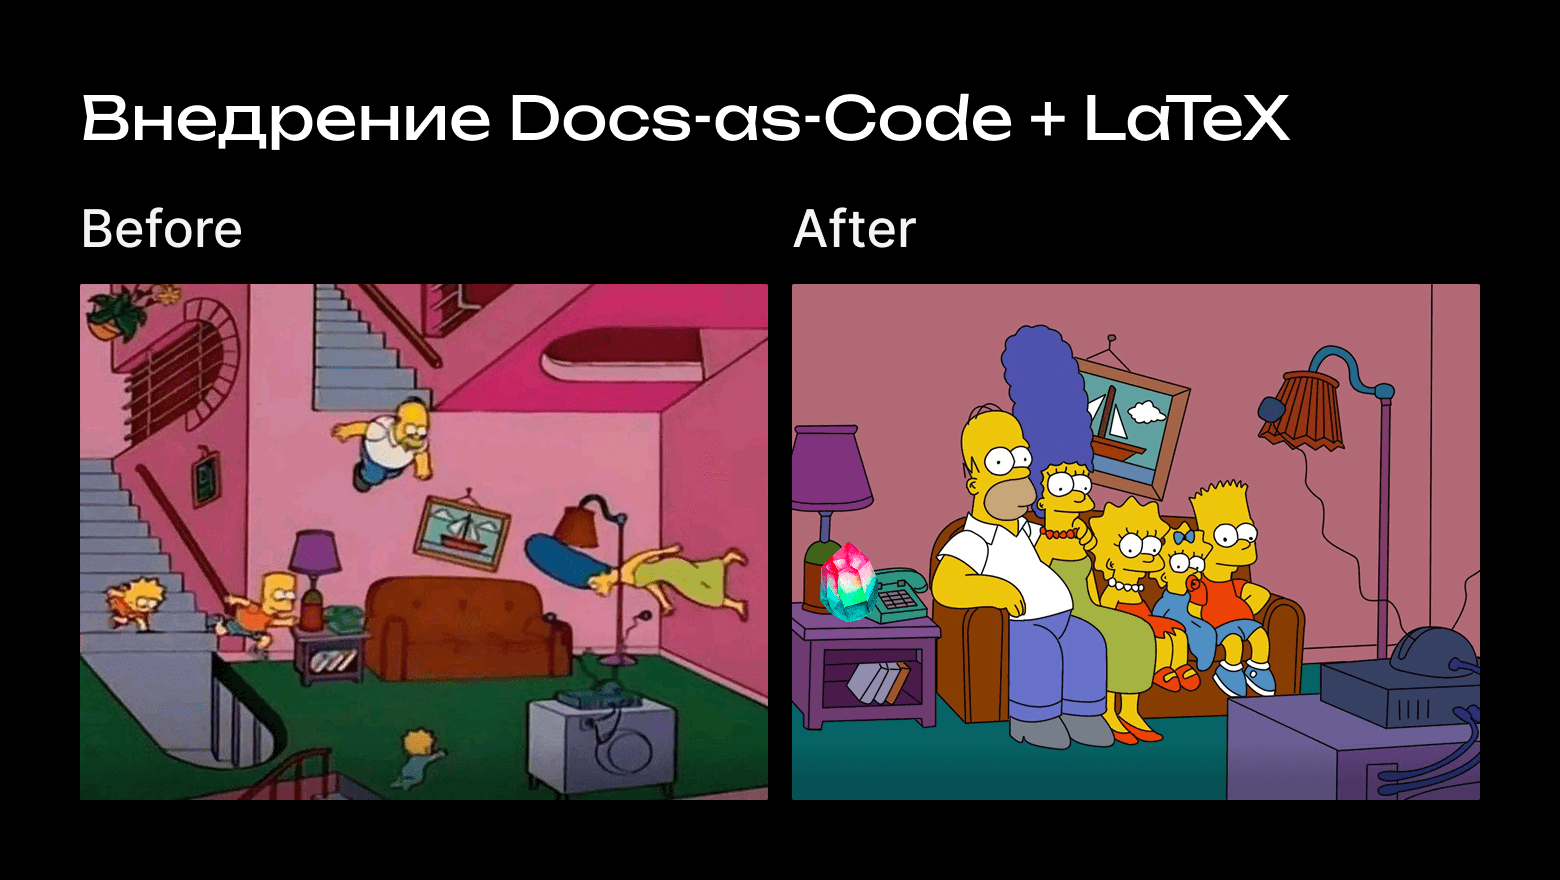 Внедрение Docs-as-Code + LaTeX
Before
After